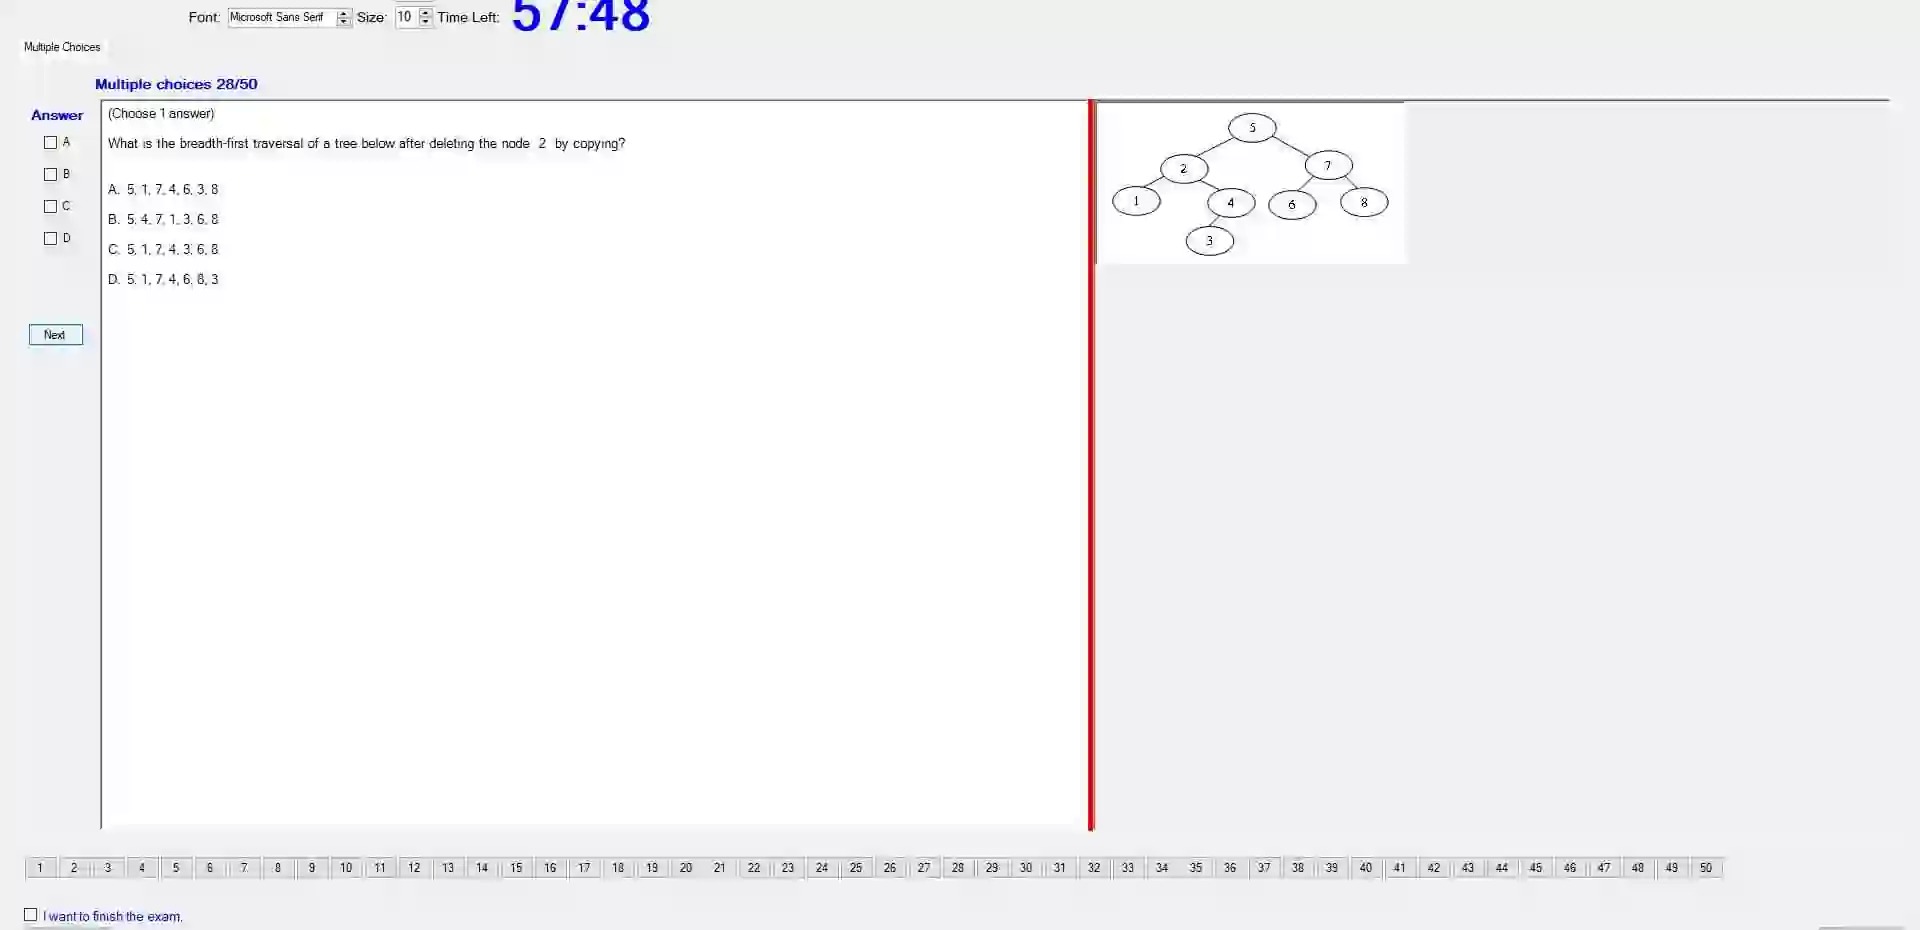 Font: Microsoft Sans Serif Size: 10 Time Left: 57:48
Multiple Choices
Multiple choices 28/50
Answer
A
B
C
D
Next
(Choose 1 answer)
What is the breadth-first traversal of a tree below after deleting the node 2 by copying?
A. 5, 1, 7, 4, 6, 3, 8
B. 5, 4, 7, 1, 3, 6, 8
C. 5, 1, 7, 4, 3, 6, 8
D. 5, 1, 7, 4, 6, 8, 3
5
2 7
1 4 6 8
3
1 2 3 4 5 6 7 8 9 10 11 12 13 14 15 16 17 18 19 20 21 22 23 24 25 26 27 28 29 30 31 32 33 34 35 36 37 38 39 40 41 42 43 44 45 46 47 48 49 50
I want to finish the exam.